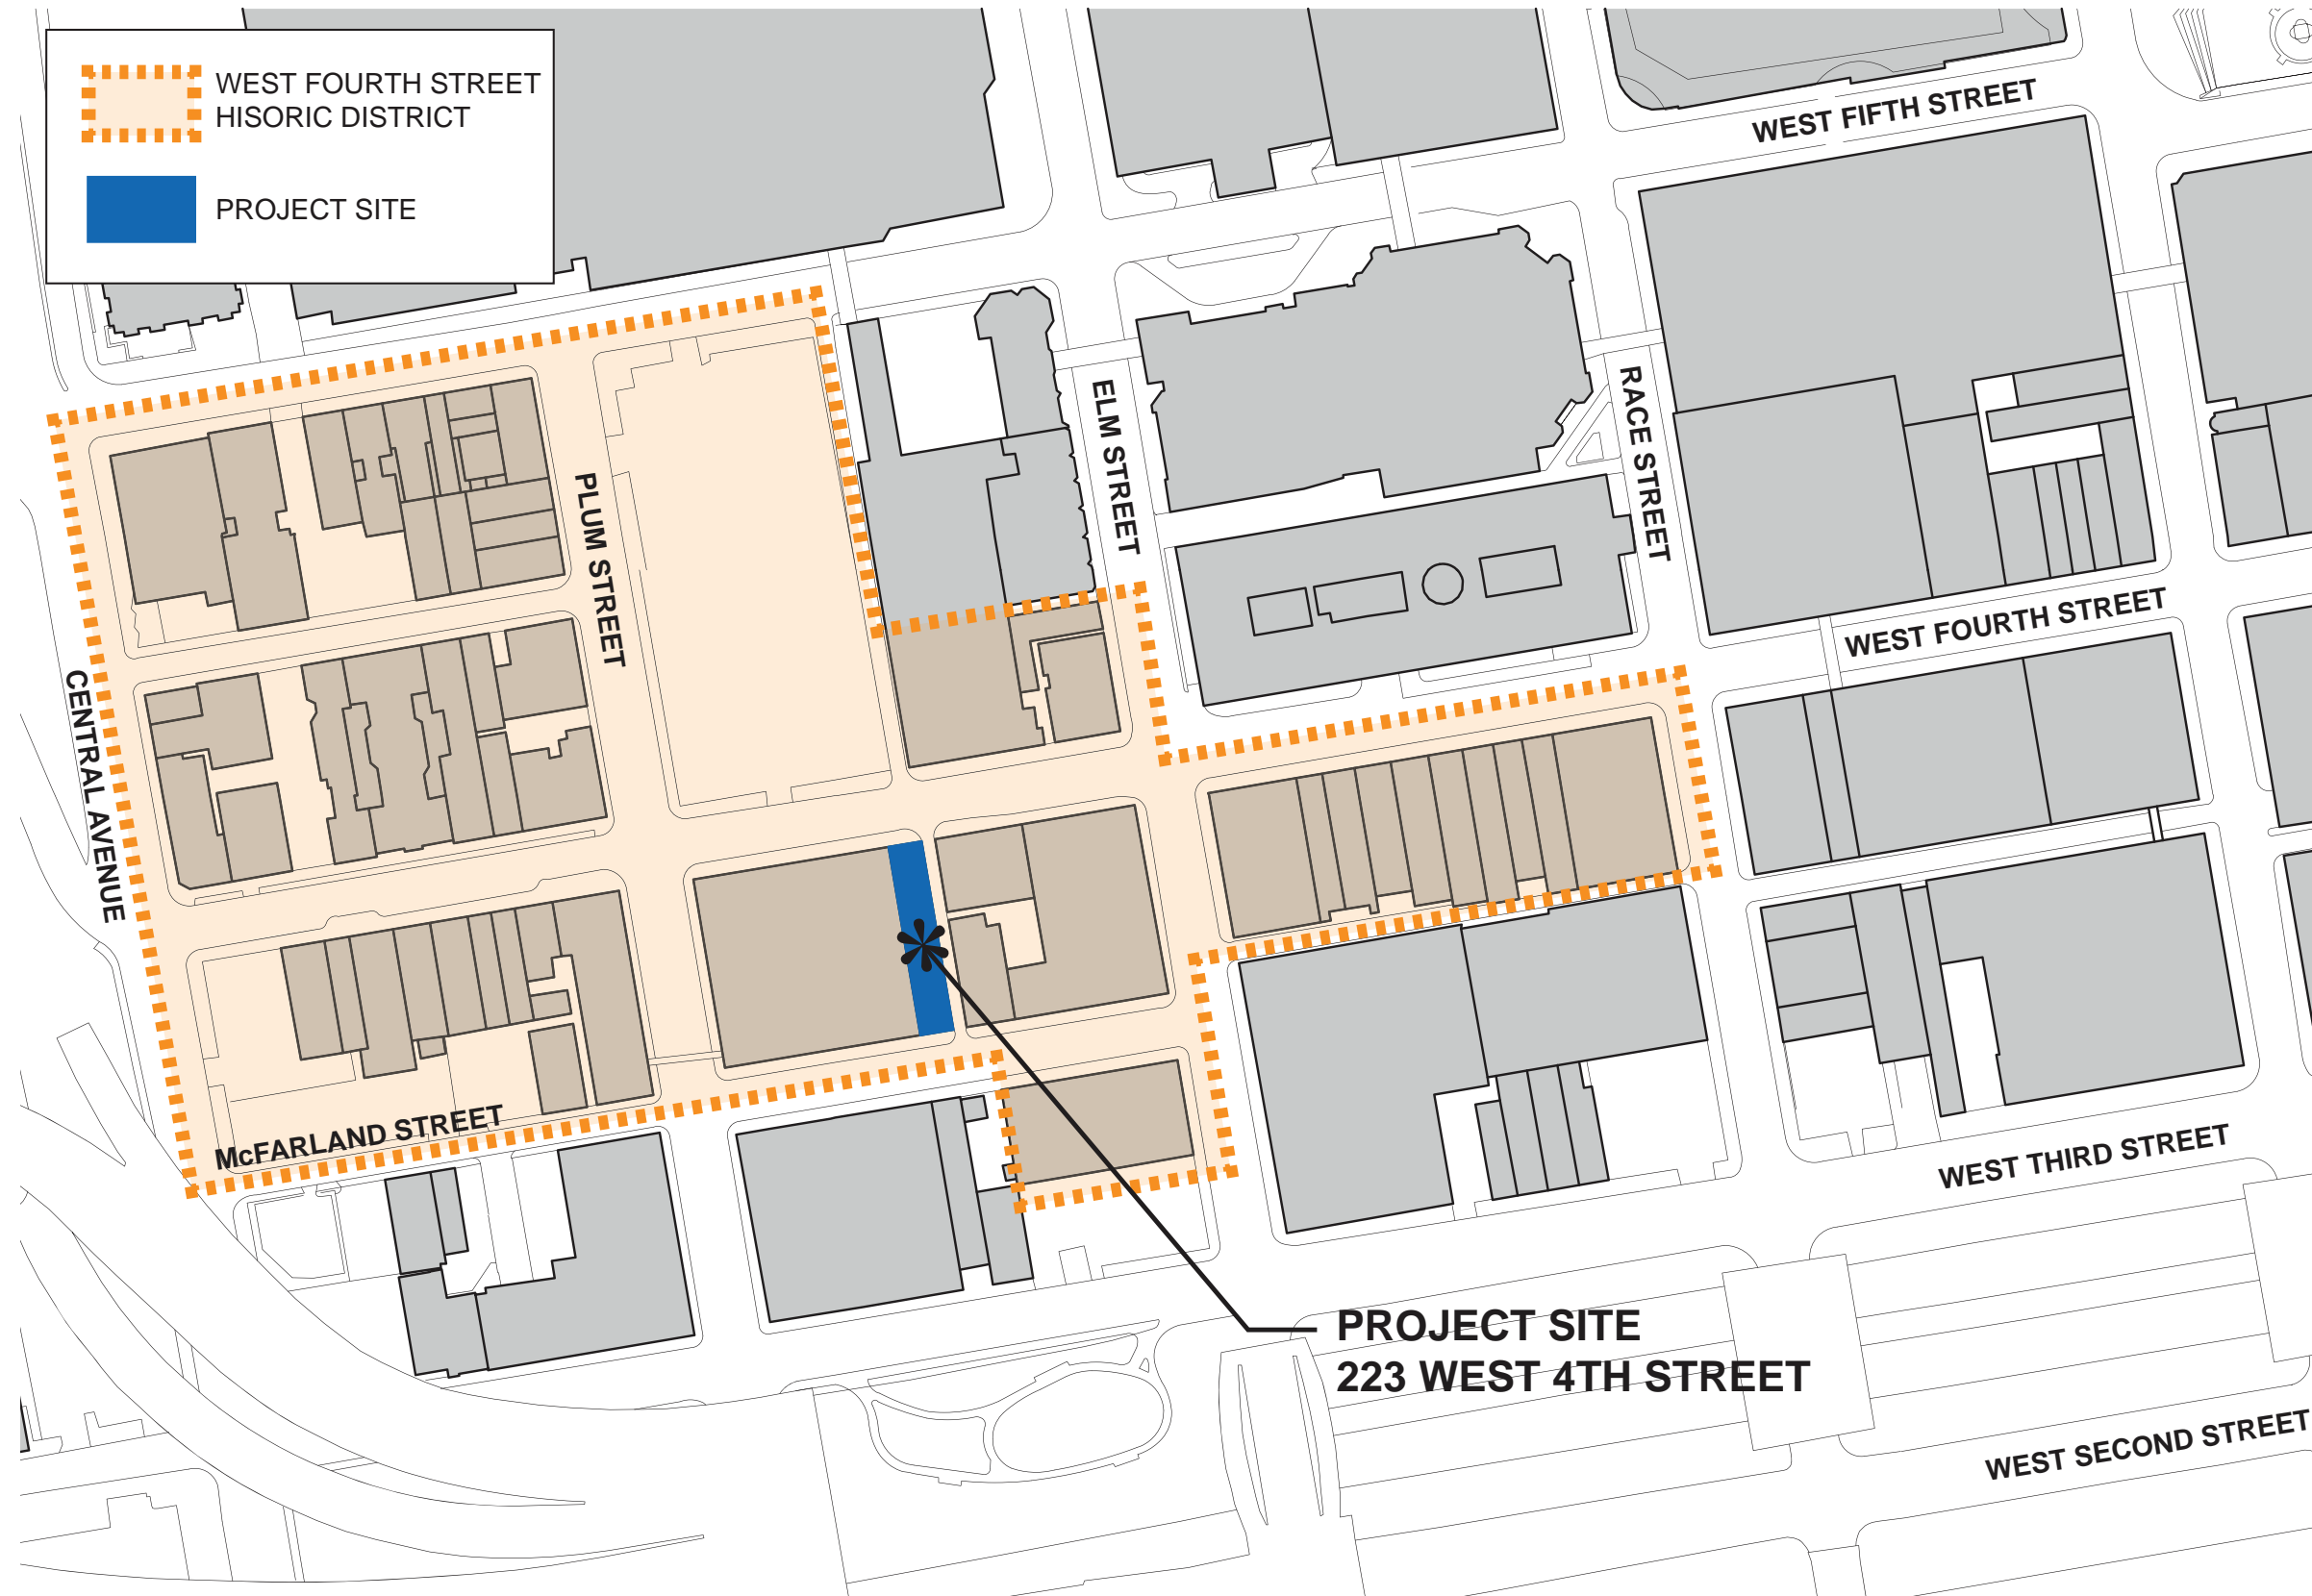 WEST FOURTH STREET
HISORIC DISTRICT
PROJECT SITE
WEST FIFTH STREET
ELM STREET
RACE STREET
PLUM STREET
WEST FOURTH STREET
CENTRAL AVENUE
McFARLAND STREET
WEST THIRD STREET
PROJECT SITE
223 WEST 4TH STREET
WEST SECOND STREET